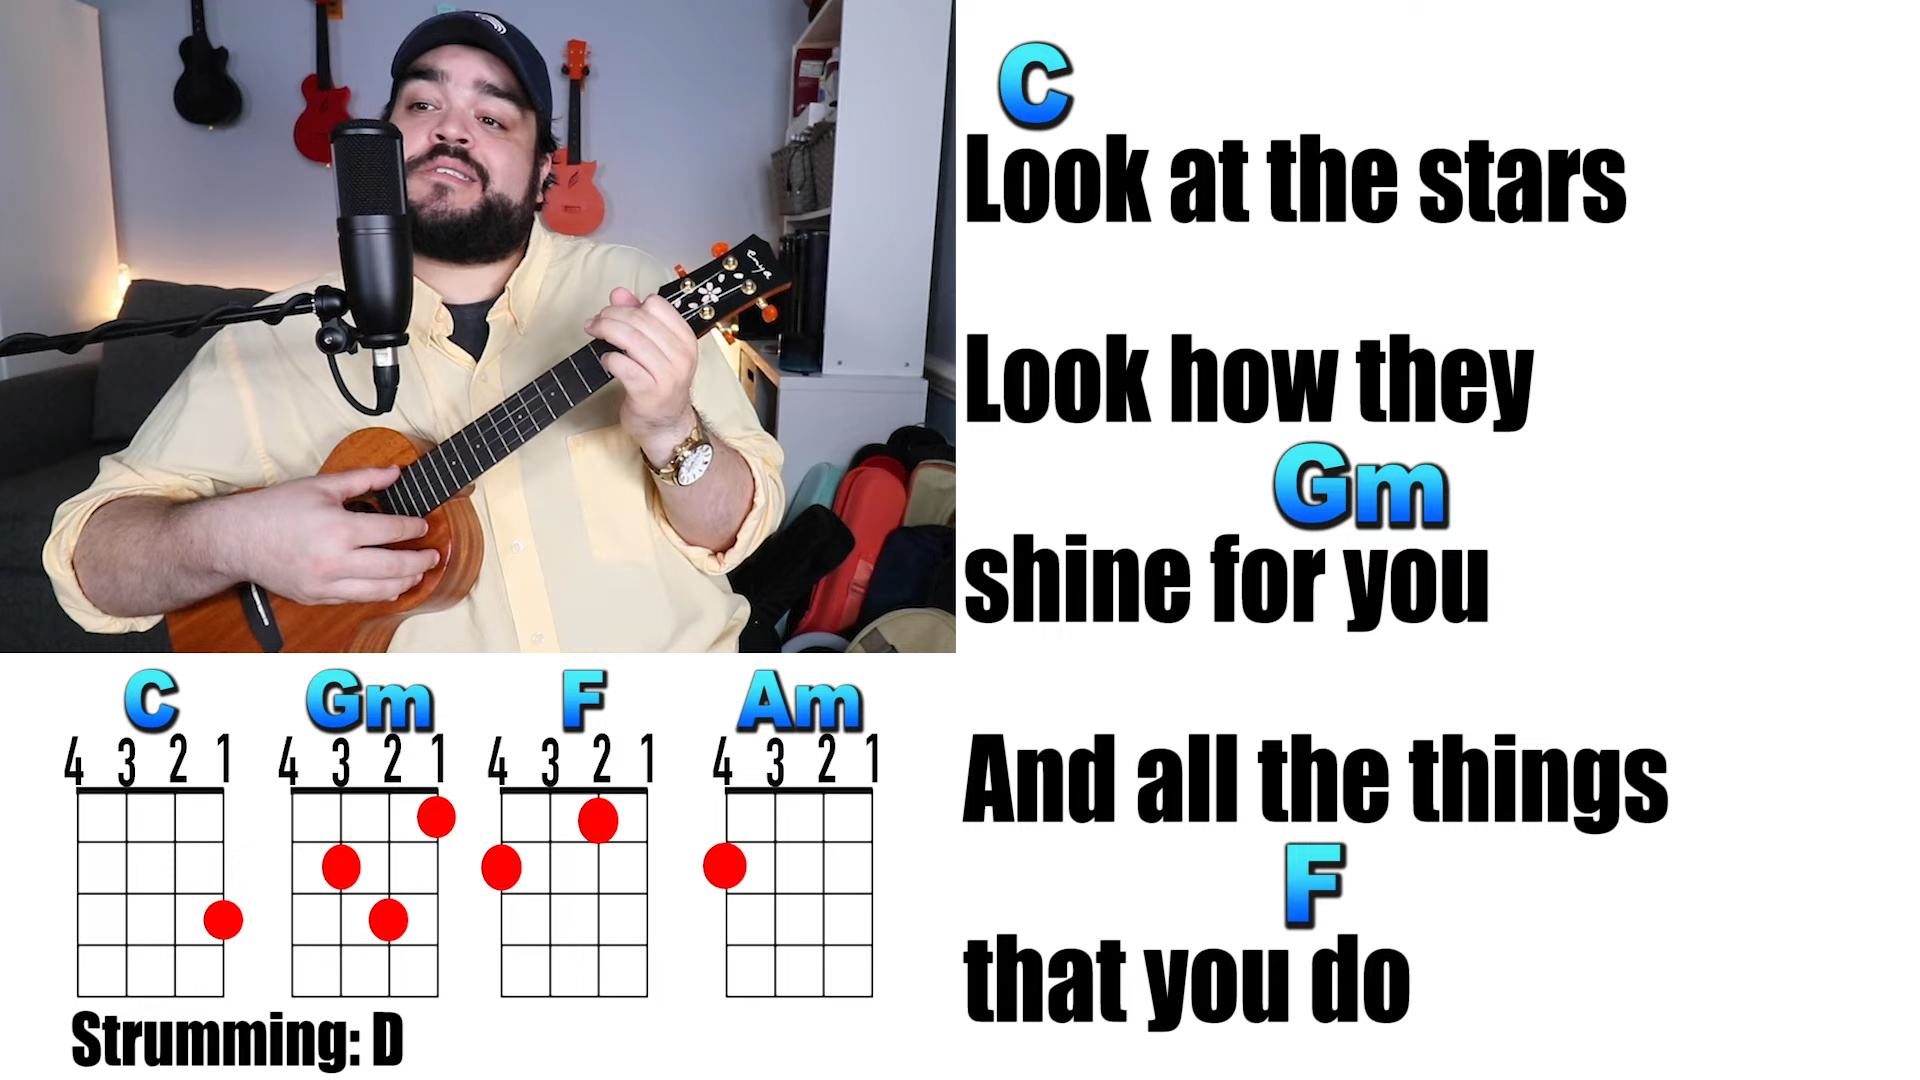 C
Look at the stars
Look how they
Gm
shine for you
And all the things
F
that you do
enya
C Gm F Am
4 3 2 1 4 3 2 1 4 3 2 1 4 3 2 1
Strumming: D